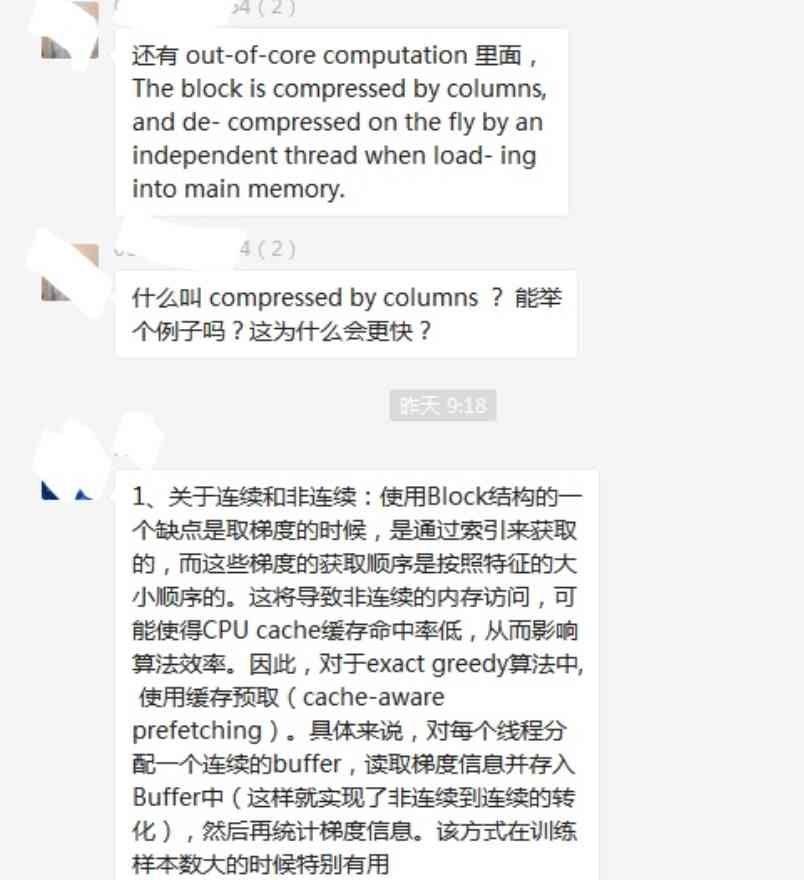 54（2）
还有 out-of-core computation 里面，
The block is compressed by columns,
and de- compressed on the fly by an
independent thread when load- ing
into main memory.
4（2）
什么叫 compressed by columns ？ 能举
个例子吗？这为什么会更快？
昨天 9:18
1、关于连续和非连续：使用Block结构的一
个缺点是取梯度的时候，是通过索引来获取
的，而这些梯度的获取顺序是按照特征的大
小顺序的。这将导致非连续的内存访问，可
能使得CPU cache缓存命中率低，从而影响
算法效率。因此，对于exact greedy算法中,
使用缓存预取（cache-aware
prefetching）。具体来说，对每个线程分
配一个连续的buffer，读取梯度信息并存入
Buffer中（这样就实现了非连续到连续的转
化），然后再统计梯度信息。该方式在训练
样本数大的时候特别有用